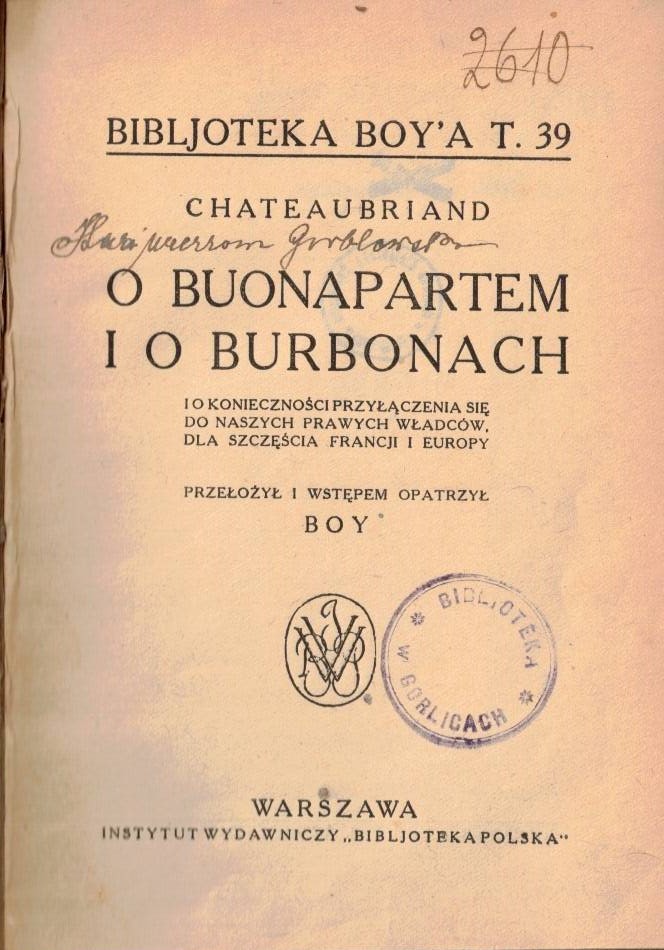 2610
BIBLJOTEKA BOY'A T. 39
CHATEAUBRIAND
O BUONAPARTEM
I O BURBONACH
I O KONIECZNOŚCI PRZYŁĄCZENIA SIĘ
DO NASZYCH PRAWYCH WŁADCÓW,
DLA SZCZĘŚCIA FRANCJI I EUROPY
PRZEŁOŻYŁ I WSTĘPEM OPATRZYŁ
BOY
BIBLJOTEKA
W GORLICACH
WARSZAWA
INSTYTUT WYDAWNICZY „BIBLJOTEKA POLSKA“